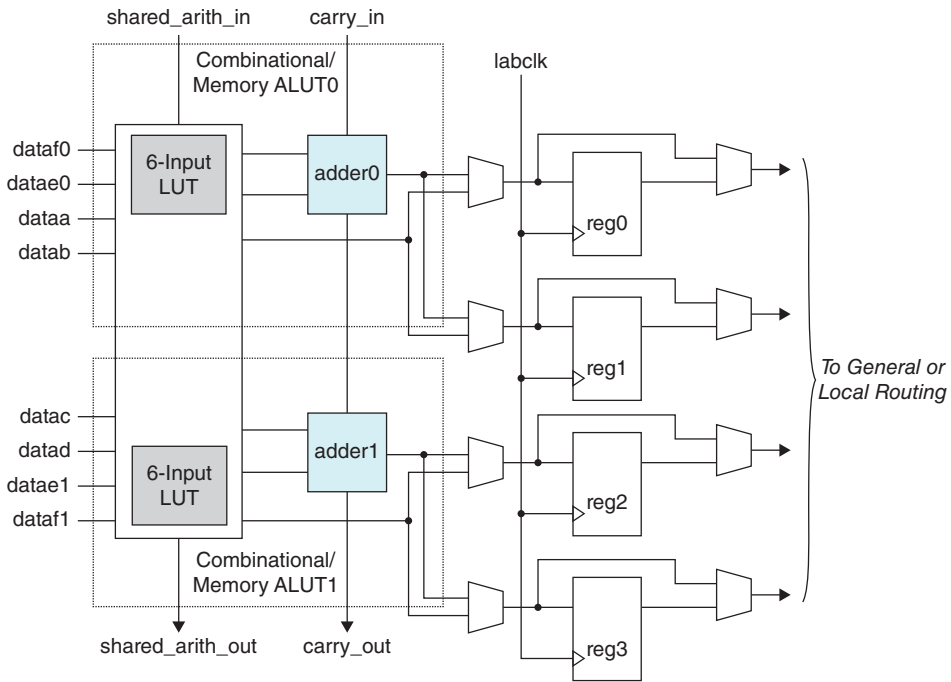 shared_arith_in
carry_in
Combinational/
Memory ALUT0
labclk
dataf0
datae0
dataa
datab
6-Input
LUT
adder0
reg0
reg1
To General or
Local Routing
datac
datad
datae1
dataf1
6-Input
LUT
adder1
reg2
Combinational/
Memory ALUT1
reg3
shared_arith_out
carry_out